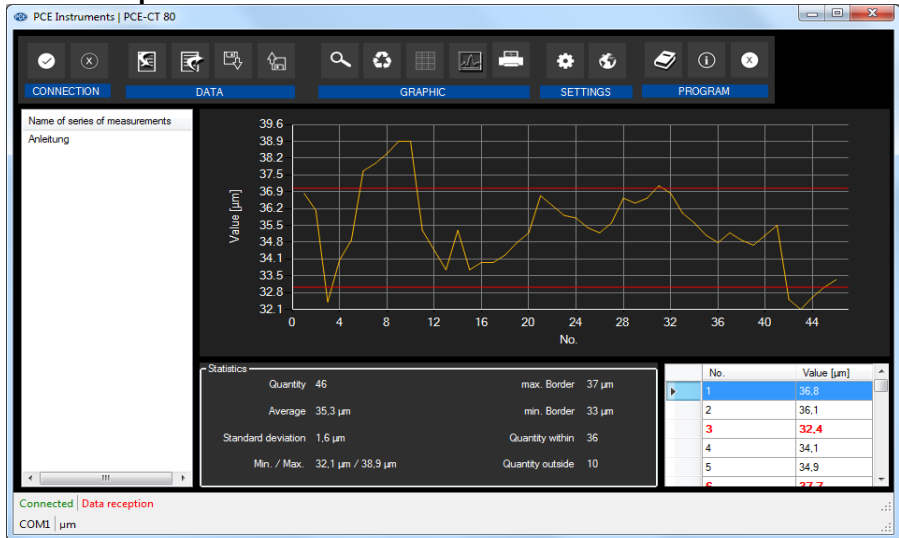 PCE Instruments | PCE-CT 80
CONNECTION DATA GRAPHIC SETTINGS PROGRAM
Name of series of measurements
Anleitung
39.6
38.9
38.2
37.5
36.9
36.2
35.5
34.8
34.1
33.5
32.8
32.1
Value [µm]
0 4 8 12 16 20 24 28 32 36 40 44
No.
Statistics
Quantity 46 max. Border 37 µm
Average 35,3 µm min. Border 33 µm
Standard deviation 1,6 µm Quantity within 36
Min. / Max. 32,1 µm / 38,9 µm Quantity outside 10
No. Value [µm]
1 36,8
2 36,1
3 32,4
4 34,1
5 34,9
6 37,7
Connected Data reception
COM1 µm